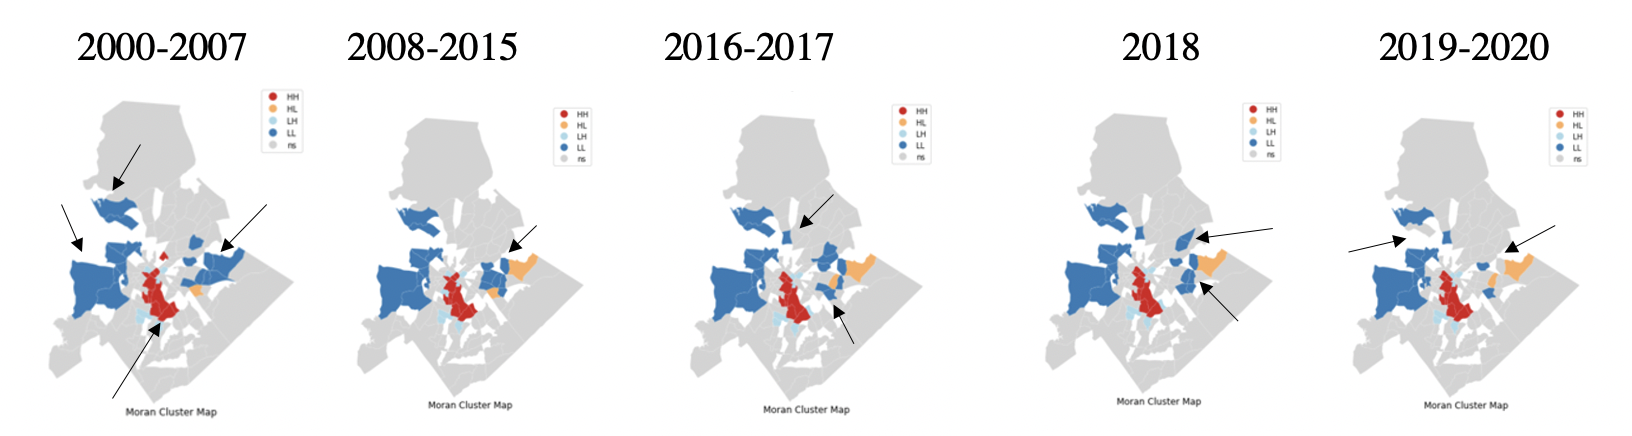 2000-2007
HH
HL
LH
LL
ns
Moran Cluster Map
2008-2015
HH
HL
LH
LL
ns
Moran Cluster Map
2016-2017
HH
HL
LH
LL
ns
Moran Cluster Map
2018
HH
HL
LH
LL
ns
Moran Cluster Map
2019-2020
HH
HL
LH
LL
ns
Moran Cluster Map